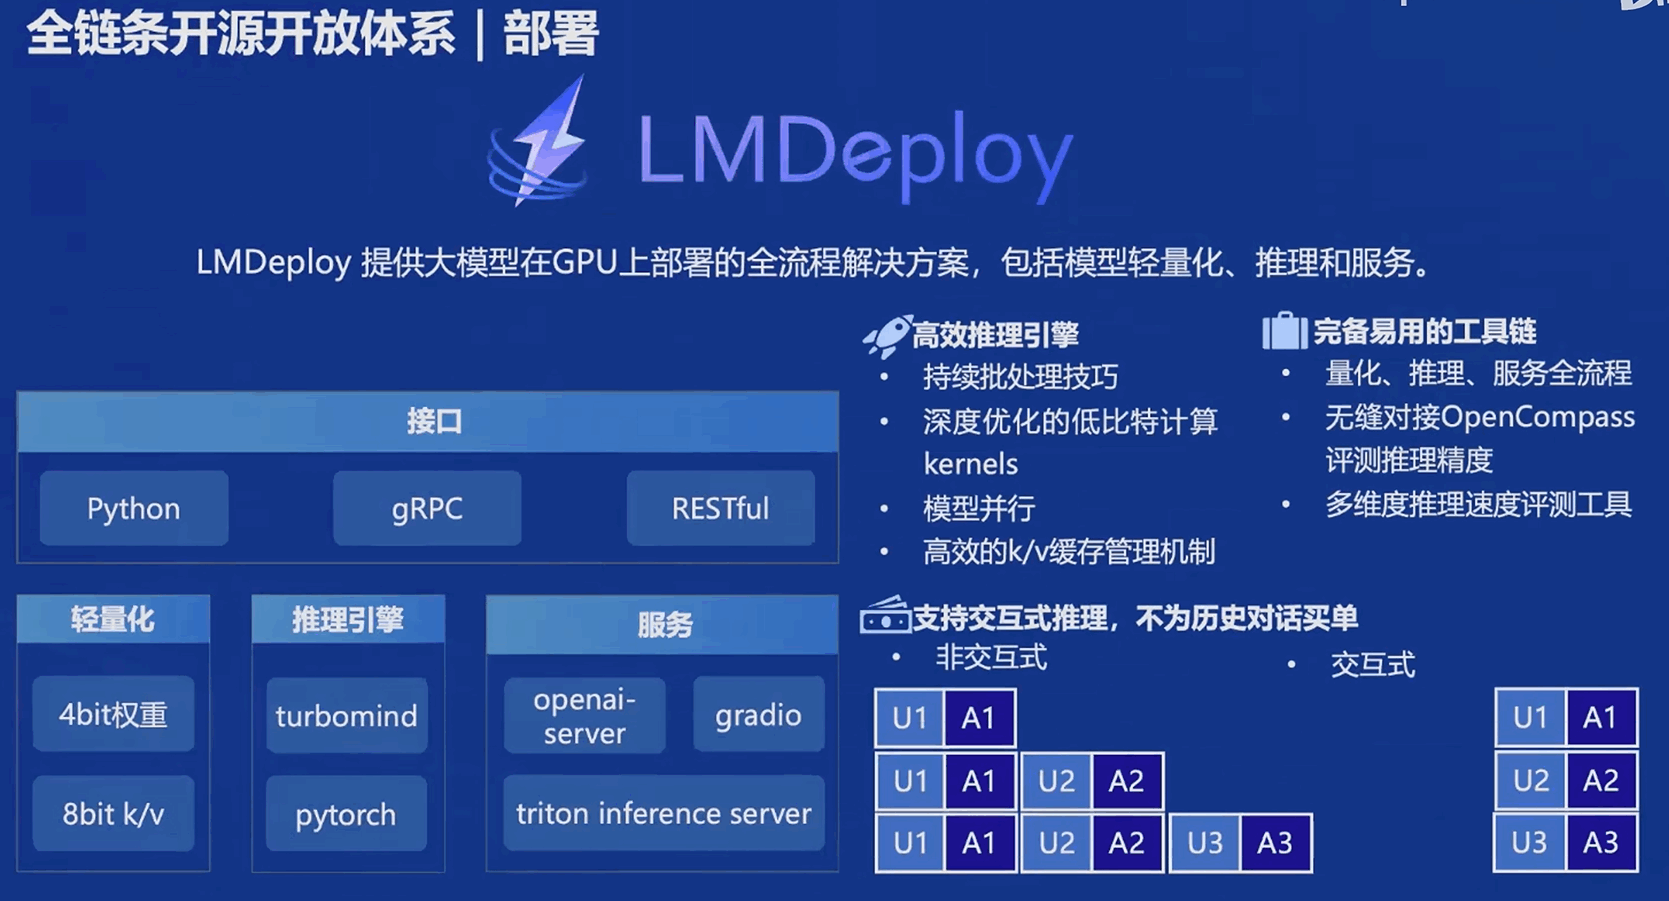 全链条开源开放体系 | 部署
LMDeploy
LMDeploy 提供大模型在GPU上部署的全流程解决方案，包括模型轻量化、推理和服务。
接口
Python
gRPC
RESTful
轻量化
4bit权重
8bit k/v
推理引擎
turbomind
pytorch
服务
openai-
server
gradio
triton inference server
高效推理引擎
• 持续批处理技巧
• 深度优化的低比特计算
kernels
• 模型并行
• 高效的k/v缓存管理机制
完备易用的工具链
• 量化、推理、服务全流程
• 无缝对接OpenCompass
评测推理精度
• 多维度推理速度评测工具
支持交互式推理，不为历史对话买单
• 非交互式
U1 A1
U1 A1 U2 A2
U1 A1 U2 A2 U3 A3
• 交互式
U1 A1
U2 A2
U3 A3